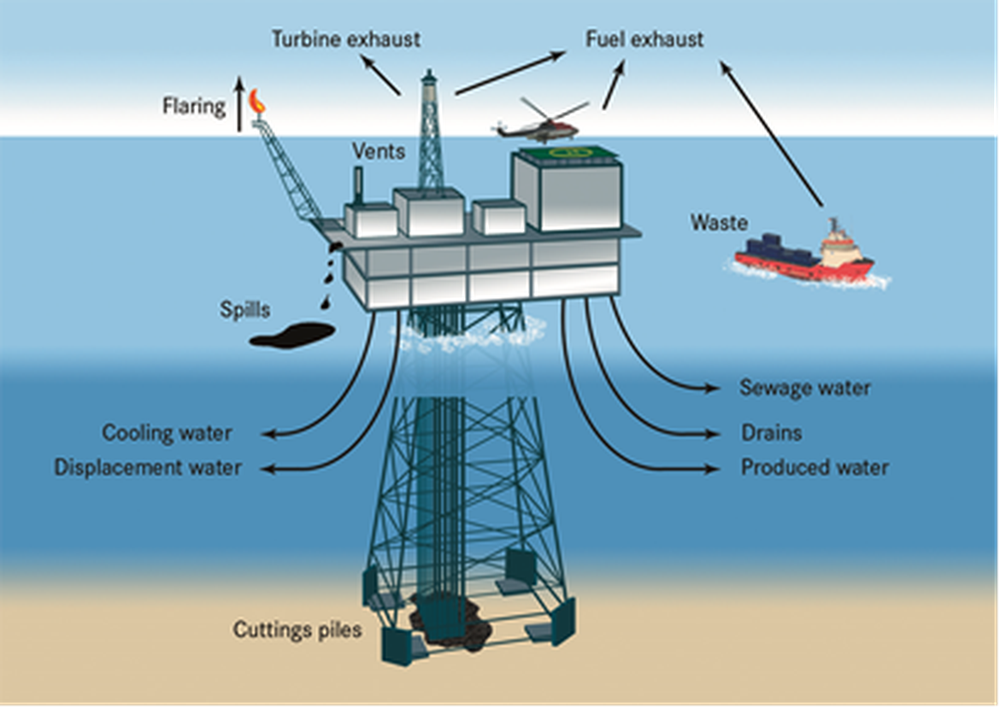 Turbine exhaust
Fuel exhaust
Flaring
Vents
Waste
Spills
Sewage water
Cooling water
Drains
Displacement water
Produced water
Cuttings piles